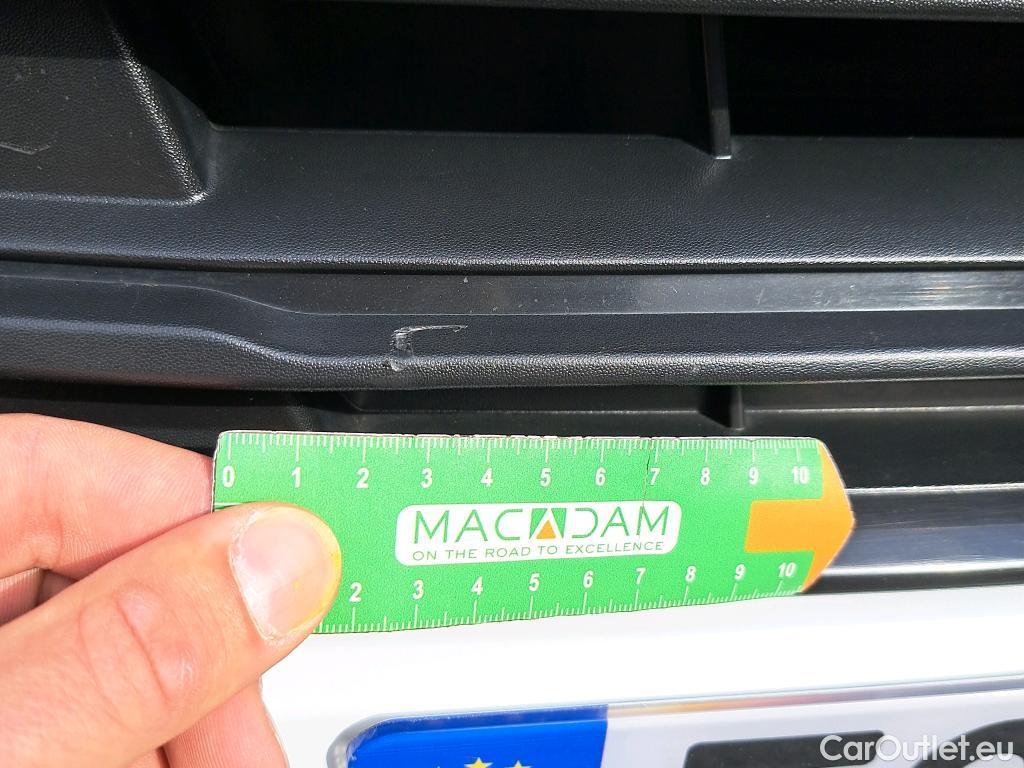 0 1 2 3 4 5 6 7 8 9 10
MACADAM
ON THE ROAD TO EXCELLENCE
2 3 4 5 6 7 8 9 10
CarOutlet.eu